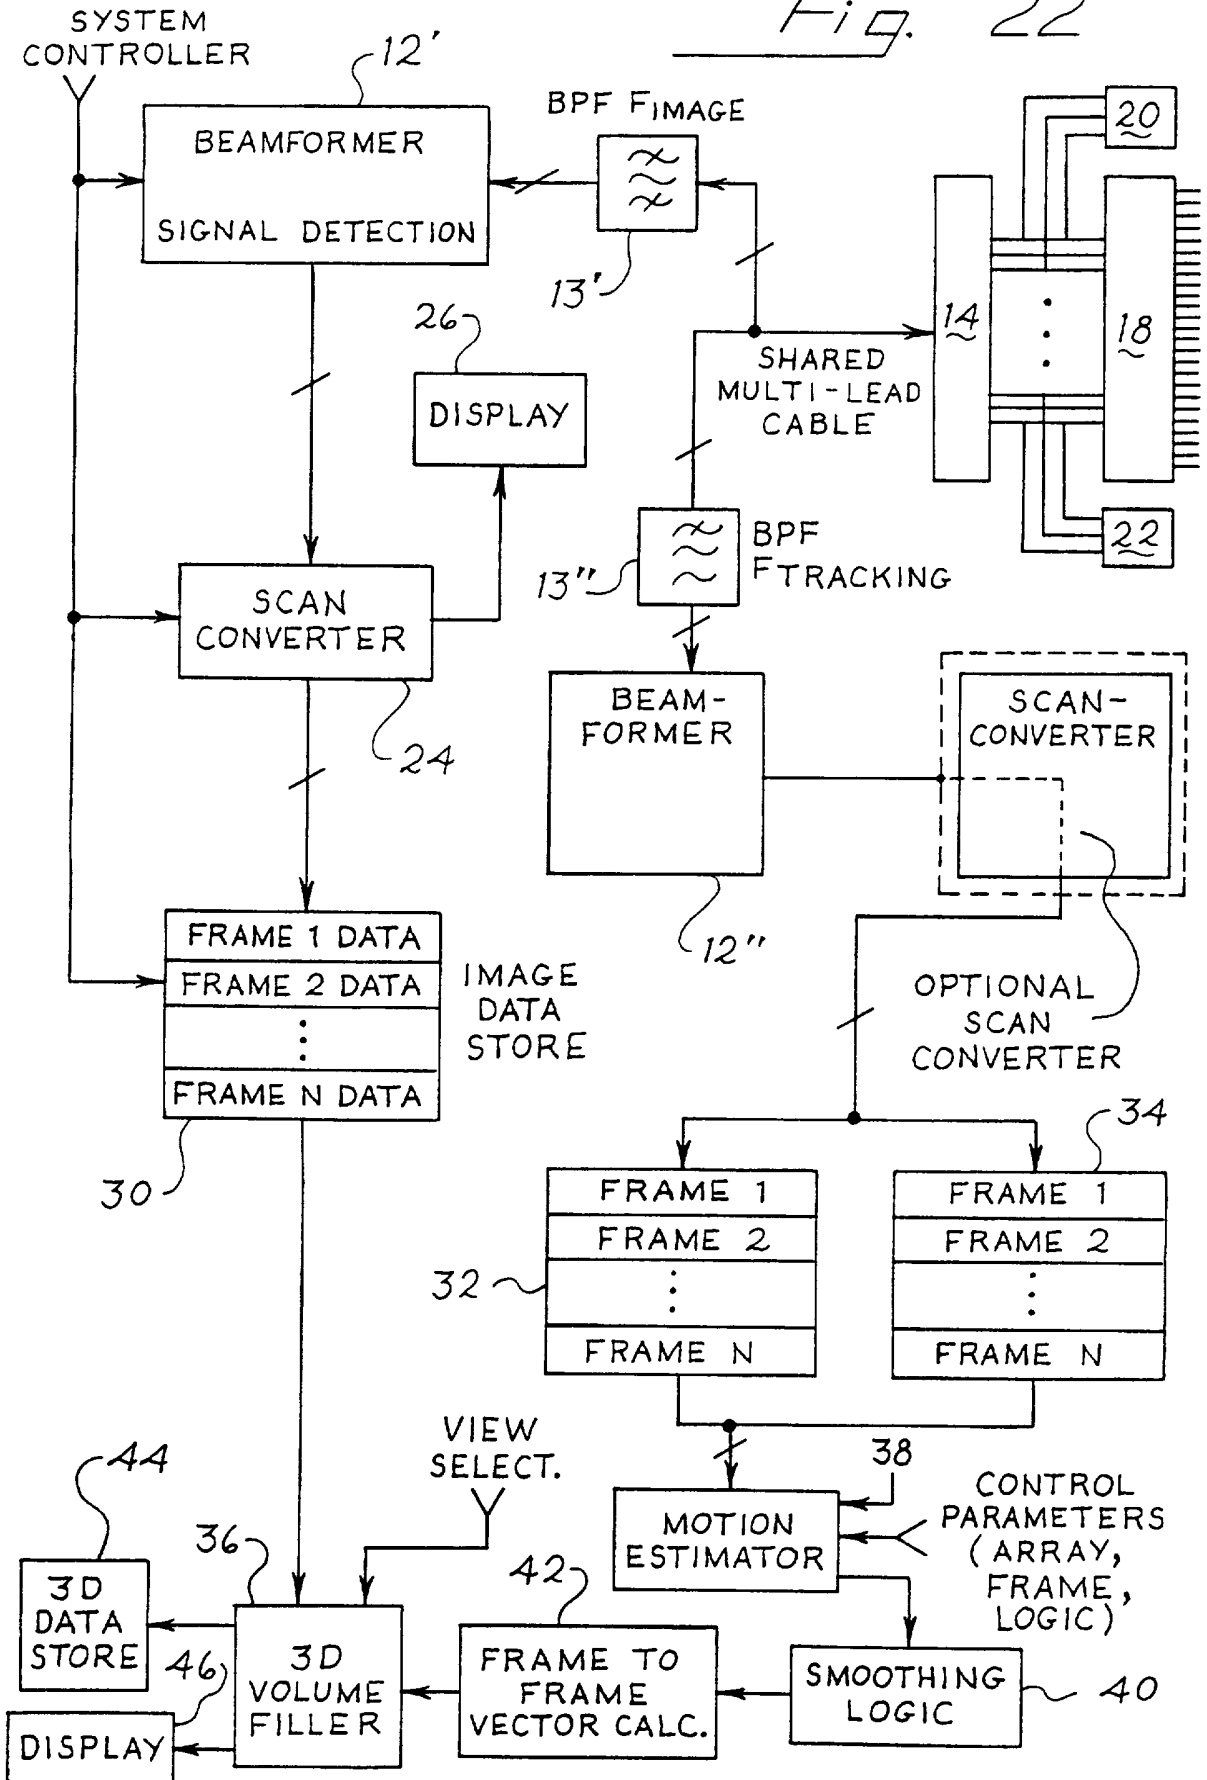 Fig. 22
SYSTEM
CONTROLLER
12'
BEAMFORMER
SIGNAL DETECTION
BPF FIMAGE
13'
20
14
18
22
26
DISPLAY
SHARED
MULTI-LEAD
CABLE
13"
BPF
FTRACKING
SCAN
CONVERTER
24
BEAM-
FORMER
12"
SCAN-
CONVERTER
OPTIONAL
SCAN
CONVERTER
FRAME 1 DATA
FRAME 2 DATA
FRAME N DATA
IMAGE
DATA
STORE
30
32
FRAME 1
FRAME 2
FRAME N
34
FRAME 1
FRAME 2
FRAME N
VIEW
SELECT.
38
MOTION
ESTIMATOR
CONTROL
PARAMETERS
(ARRAY,
FRAME,
LOGIC)
44
3D
DATA
STORE
36
3D
VOLUME
FILLER
42
FRAME TO
FRAME
VECTOR CALC.
SMOOTHING
LOGIC
40
46
DISPLAY